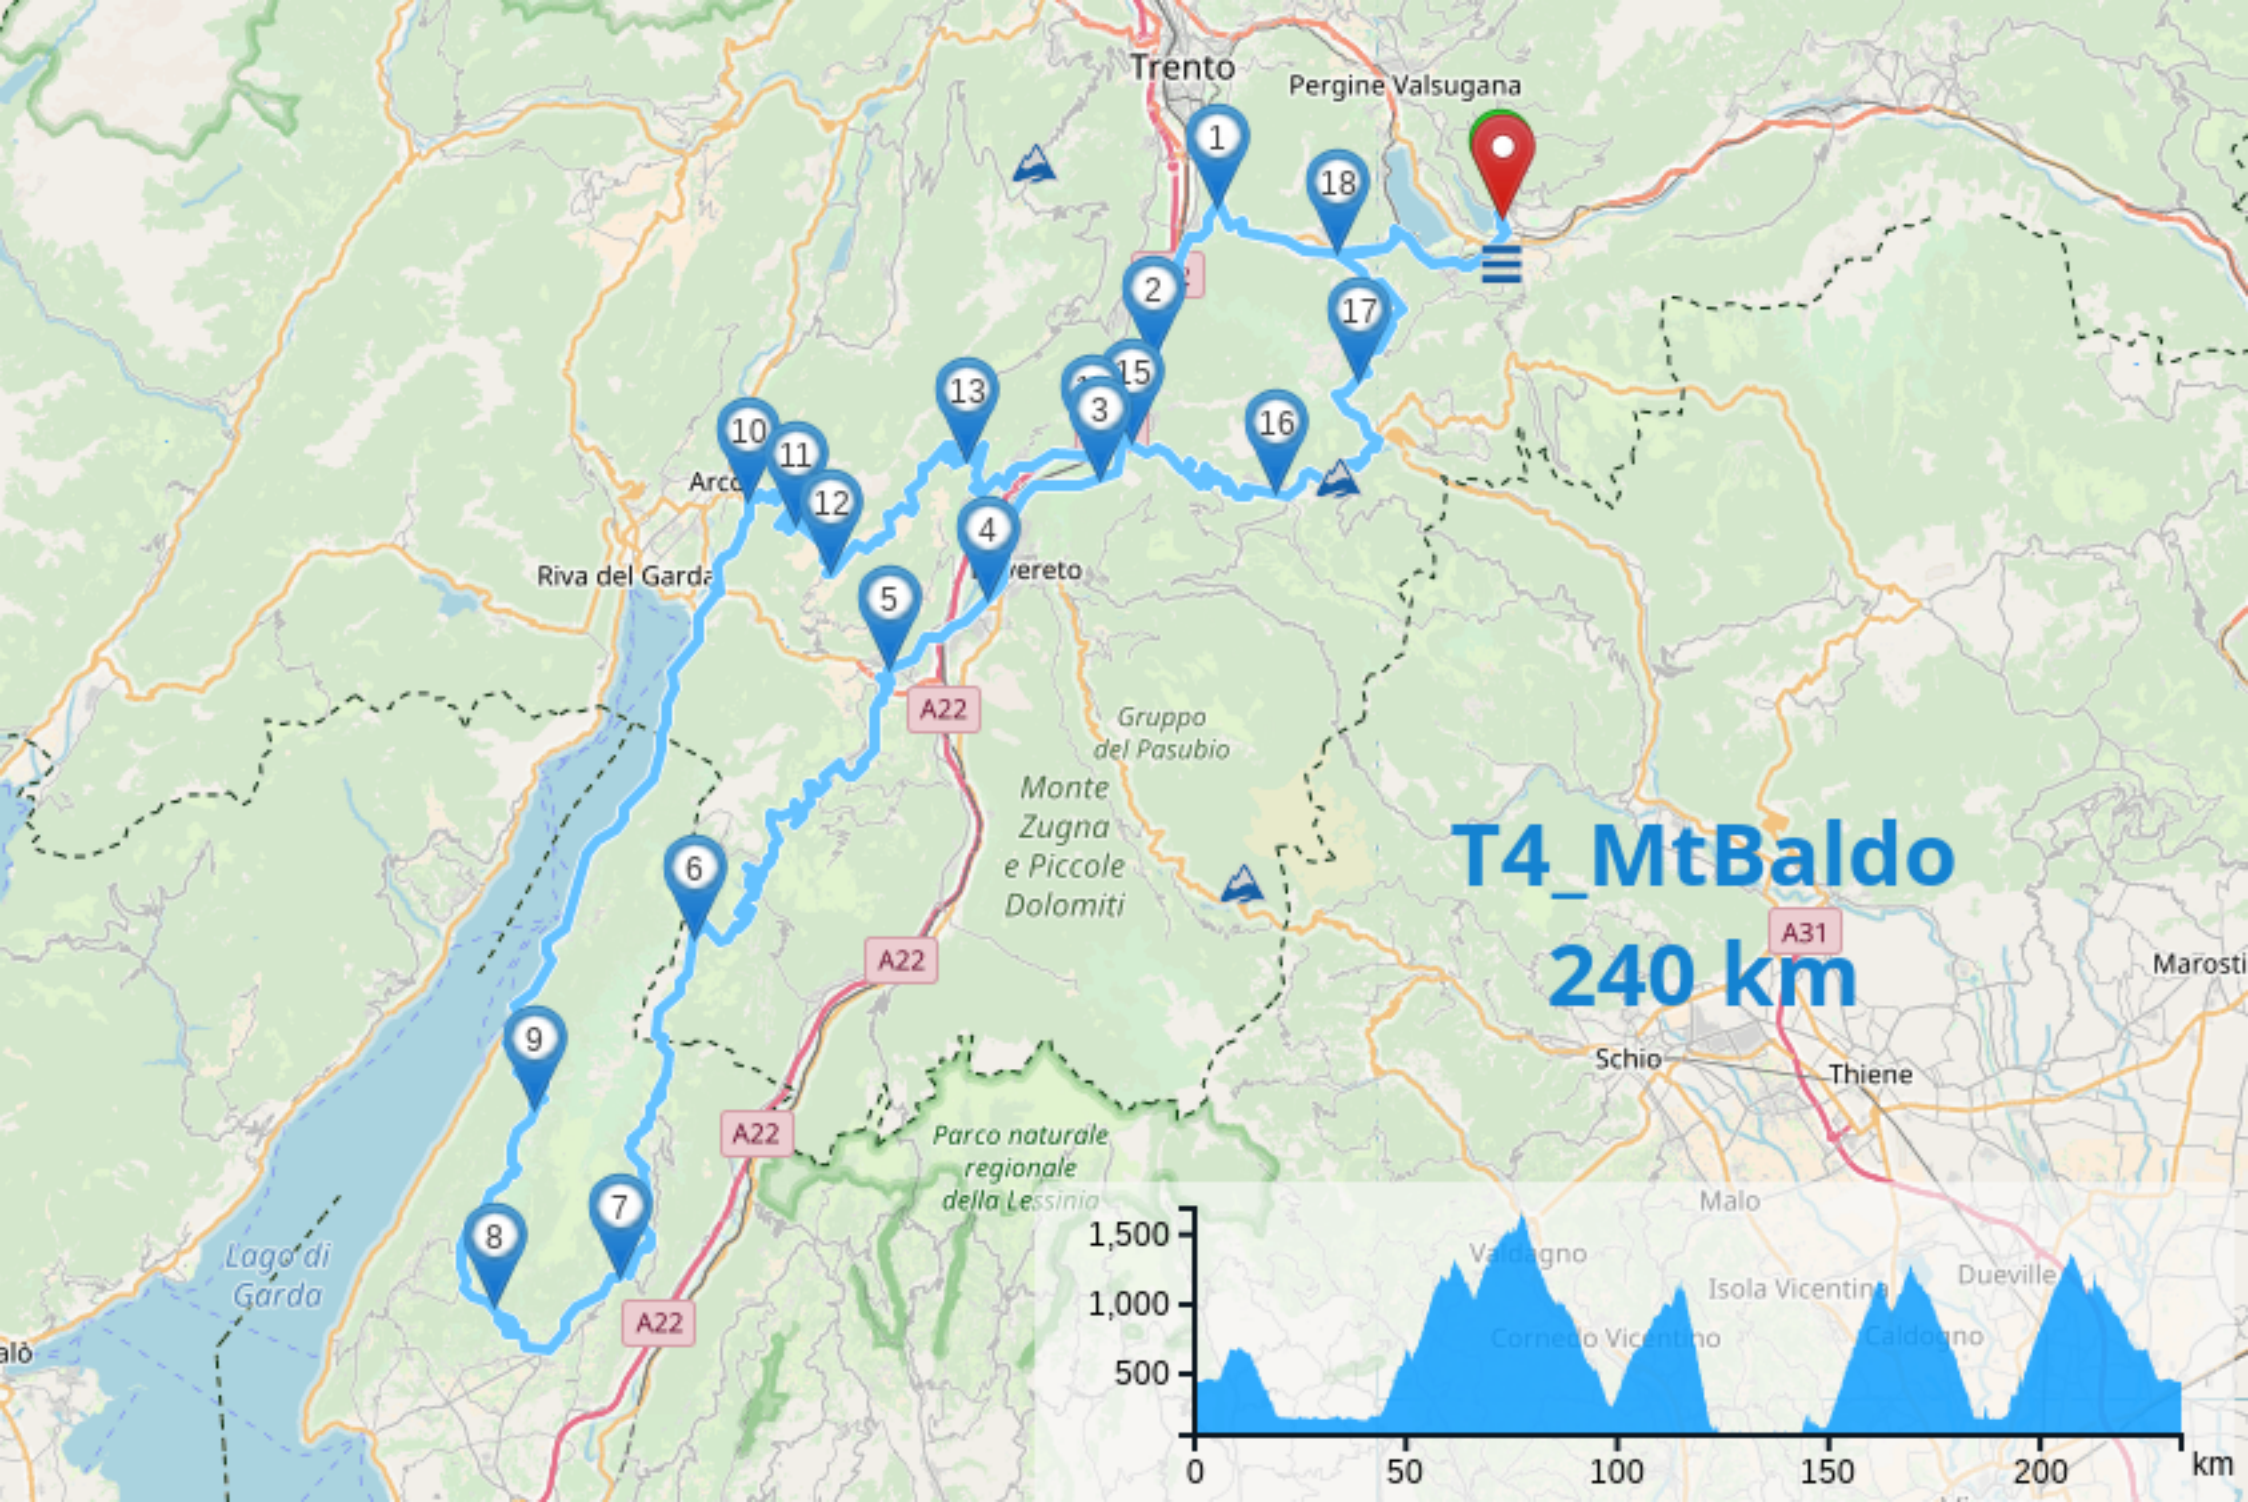 Trento
Pergine Valsugana
1
18
2
17
15
13
3
10
11
16
Arco
12
4
Riva del Garda
5
A22
Gruppo
del Pasubio
Monte
Zugna
e Piccole
Dolomiti
6
T4_MtBaldo
240 km
A31
A22
Marosti
9
Schio
Thiene
A22
Parco naturale
regionale
della Lessinia
7
8
Lago di
Garda
A22
Malo
Valdagno
Isola Vicentina
Dueville
Cornedo Vicentino
Caldogno
alò
1,500
1,000
500
0
50
100
150
200
km